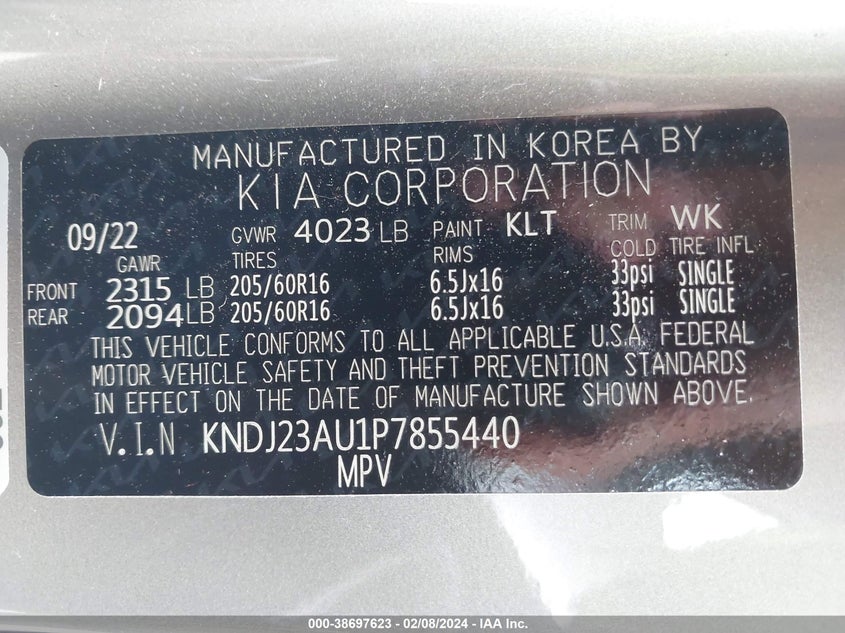 MANUFACTURED IN KOREA BY
KIA CORPORATION
09/22 GVWR 4023 LB PAINT KLT TRIM WK
GAWR TIRES RIMS COLD TIRE INFL
FRONT 2315 LB 205/60R16 6.5Jx16 33psi SINGLE
REAR 2094 LB 205/60R16 6.5Jx16 33psi SINGLE
THIS VEHICLE CONFORMS TO ALL APPLICABLE U.S.A. FEDERAL
MOTOR VEHICLE SAFETY AND THEFT PREVENTION STANDARDS
IN EFFECT ON THE DATE OF MANUFACTURE SHOWN ABOVE.
V.I.N KNDJ23AU1P7855440
MPV
000-38697623 - 02/08/2024 - IAA Inc.